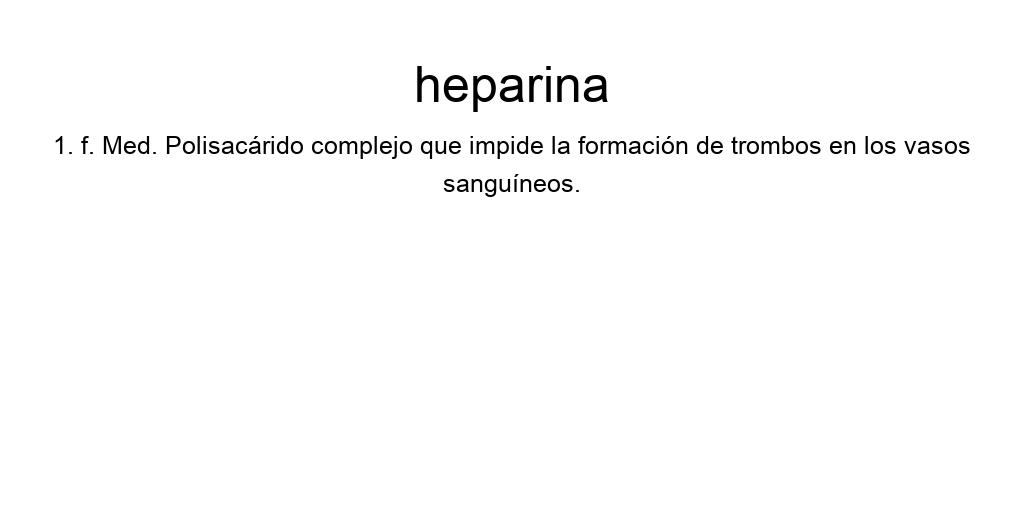 heparina
1. f. Med. Polisacárido complejo que impide la formación de trombos en los vasos
sanguíneos.